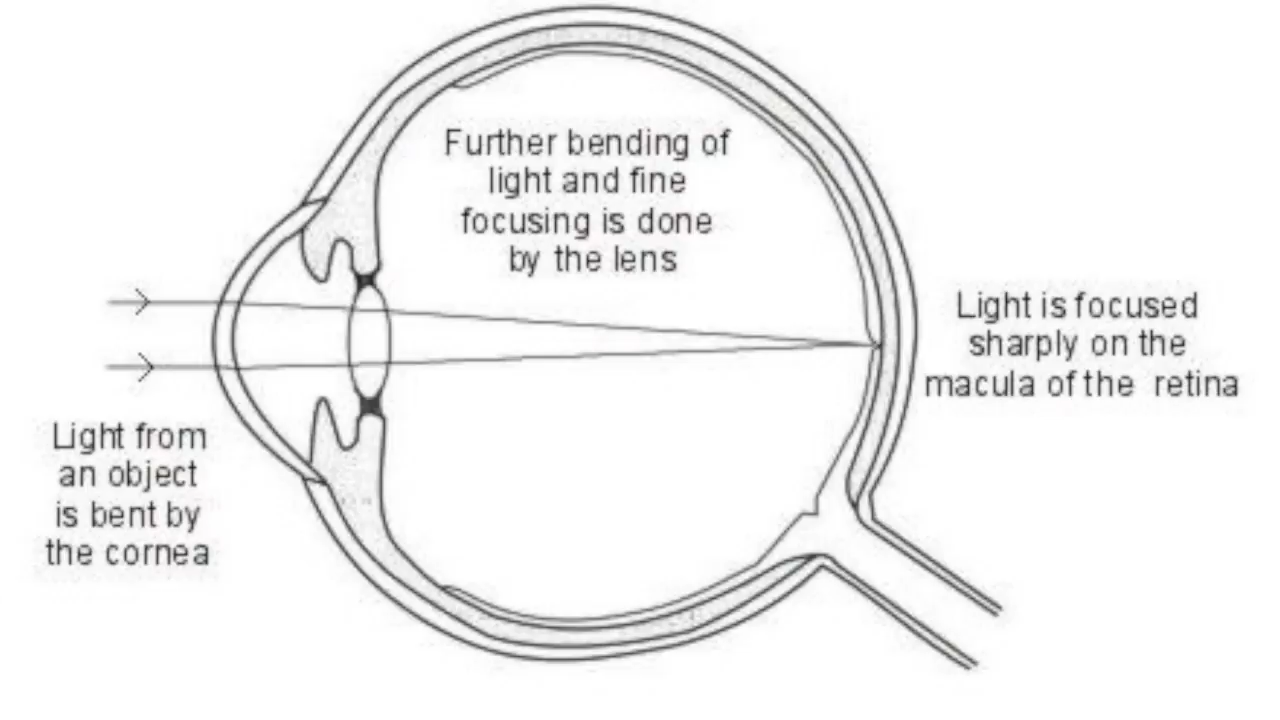 Further bending of
light and fine
focusing is done
by the lens
Light is focused
sharply on the
macula of the retina
Light from
an object
is bent by
the cornea